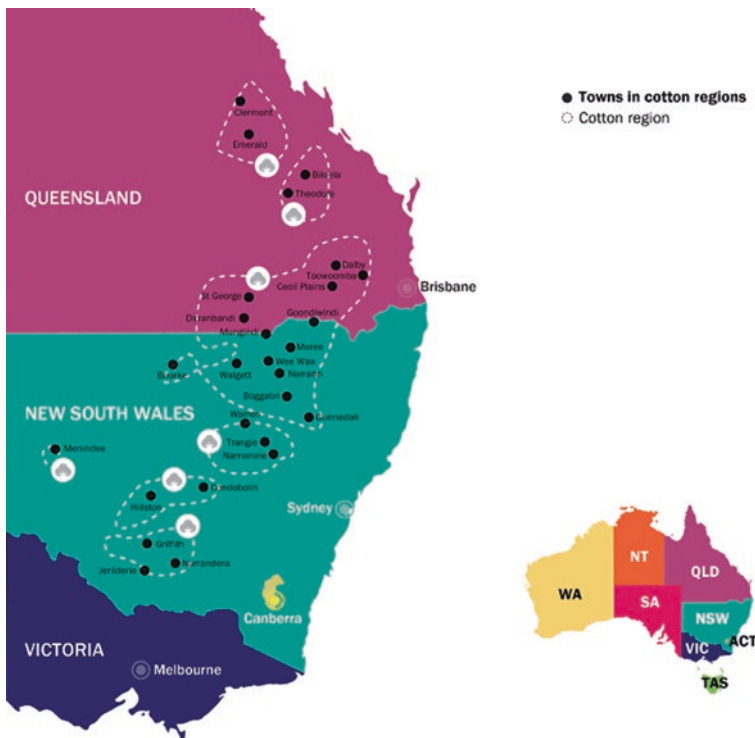 Towns in cotton regions
Cotton region
Clermont
Emerald
Biloela
Theodore
QUEENSLAND
Dalby
Toowoomba
Cecil Plains
Brisbane
St George
Dirranbandi
Goondiwindi
Mungindi
Moree
Wee Waa
Bourke
Walgett
Narrabri
Boggabri
NEW SOUTH WALES
Warren
Gunnedah
Trangie
Menindee
Narromine
Condobolin
Hillston
Sydney
Griffith
Narrandera
Jerilderie
Canberra
VICTORIA
Melbourne
NT
QLD
WA
SA
NSW
ACT
VIC
TAS